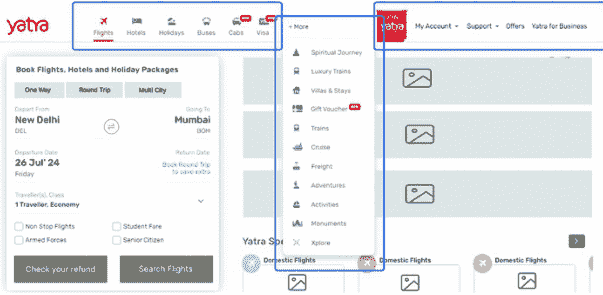 yatra
Flights Hotels Holidays Buses Cabs Visa
More
yatra
My Account Support Offers Yatra for Business
Spiritual Journey
Luxury Trains
Villas & Stays
Gift Voucher
Trains
Cruise
Freight
Adventures
Activities
Monuments
Xplore
Book Flights, Hotels and Holiday Packages
One Way Round Trip Multi City
Depart From Going To
New Delhi Mumbai
DEL BOM
Departure Date Return Date
26 Jul' 24 Book Round Trip
Friday to save extra
Traveller(s), Class
1 Traveller, Economy
Non Stop Flights Student Fare
Armed Forces Senior Citizen
Check your refund Search Flights
Yatra Spe
Domestic Flights Domestic Flights Domestic Flights